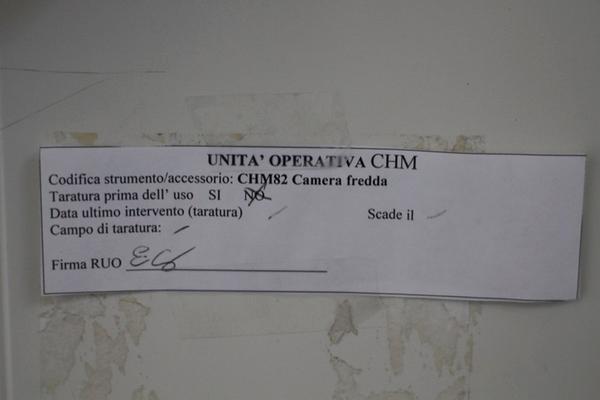 UNITA' OPERATIVA CHM
Codifica strumento/accessorio: CHM82 Camera fredda
Taratura prima dell' uso SI NO
Data ultimo intervento (taratura) / Scade il /
Campo di taratura: /
Firma RUO